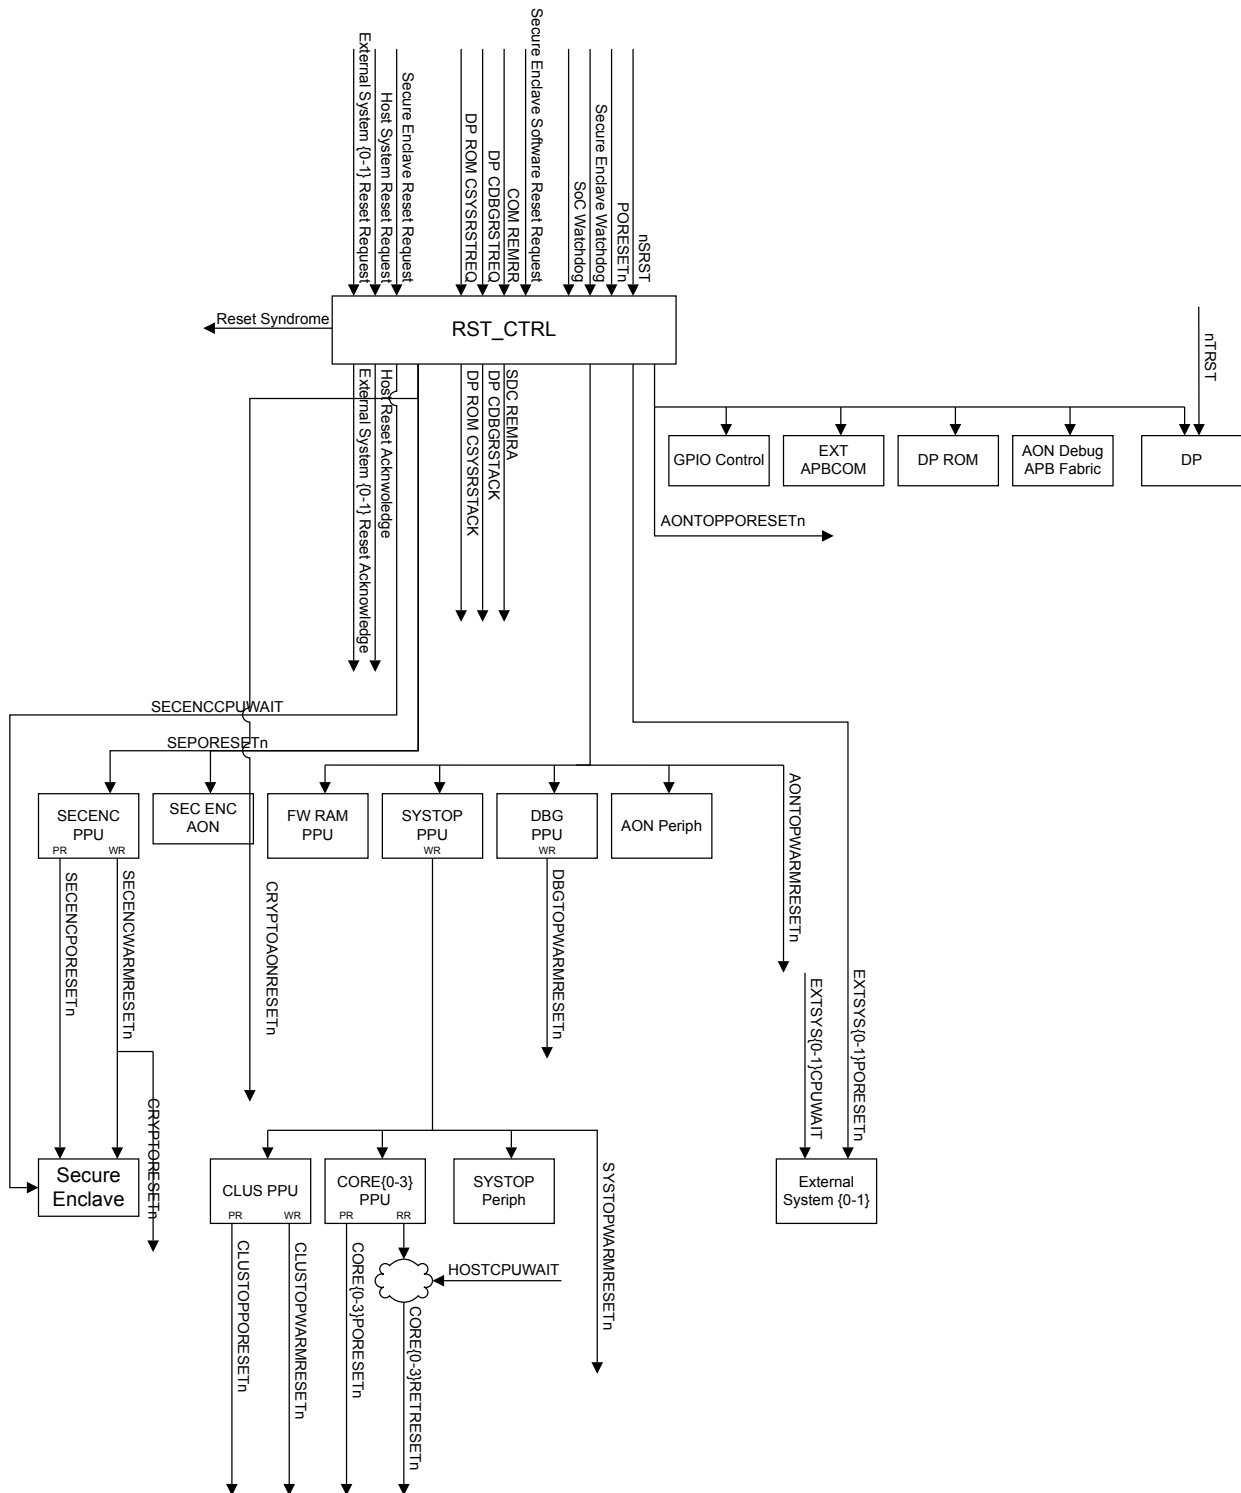 External System {0-1} Reset Request
Host System Reset Request
Secure Enclave Reset Request
DP ROM CSYSRSTREQ
DP CDBGRSTREQ
COM REMRR
Secure Enclave Software Reset Request
SoC Watchdog
Secure Enclave Watchdog
PORESETn
nSRST
RST_CTRL
Reset Syndrome
nTRST
External System {0-1} Reset Acknowledge
Host Reset Acknwoledge
DP ROM CSYSRSTACK
DP CDBGRSTACK
SDC REMRA
GPIO Control
EXT
APBCOM
DP ROM
AON Debug
APB Fabric
DP
AONTOPPORESETn
SECENCCPUWAIT
SEPORESETn
SECENC
PPU
PR
WR
SEC ENC
AON
FW RAM
PPU
SYSTOP
PPU
WR
DBG
PPU
WR
AON Periph
AONTOPWARMRESETn
SECENCPORESETn
SECENCWARMRESETn
CRYPTOAONRESETn
DBGTOPWARMRESETn
EXTSYS{0-1}CPUWAIT
EXTSYS{0-1}PORESETn
CRYPTORESETn
Secure
Enclave
CLUS PPU
PR
WR
CORE{0-3}
PPU
PR
RR
SYSTOP
Periph
SYSTOPWARMRESETn
External
System {0-1}
HOSTCPUWAIT
CLUSTOPPORESETn
CLUSTOPWARMRESETn
CORE{0-3}PORESETn
CORE{0-3}RETRESETn